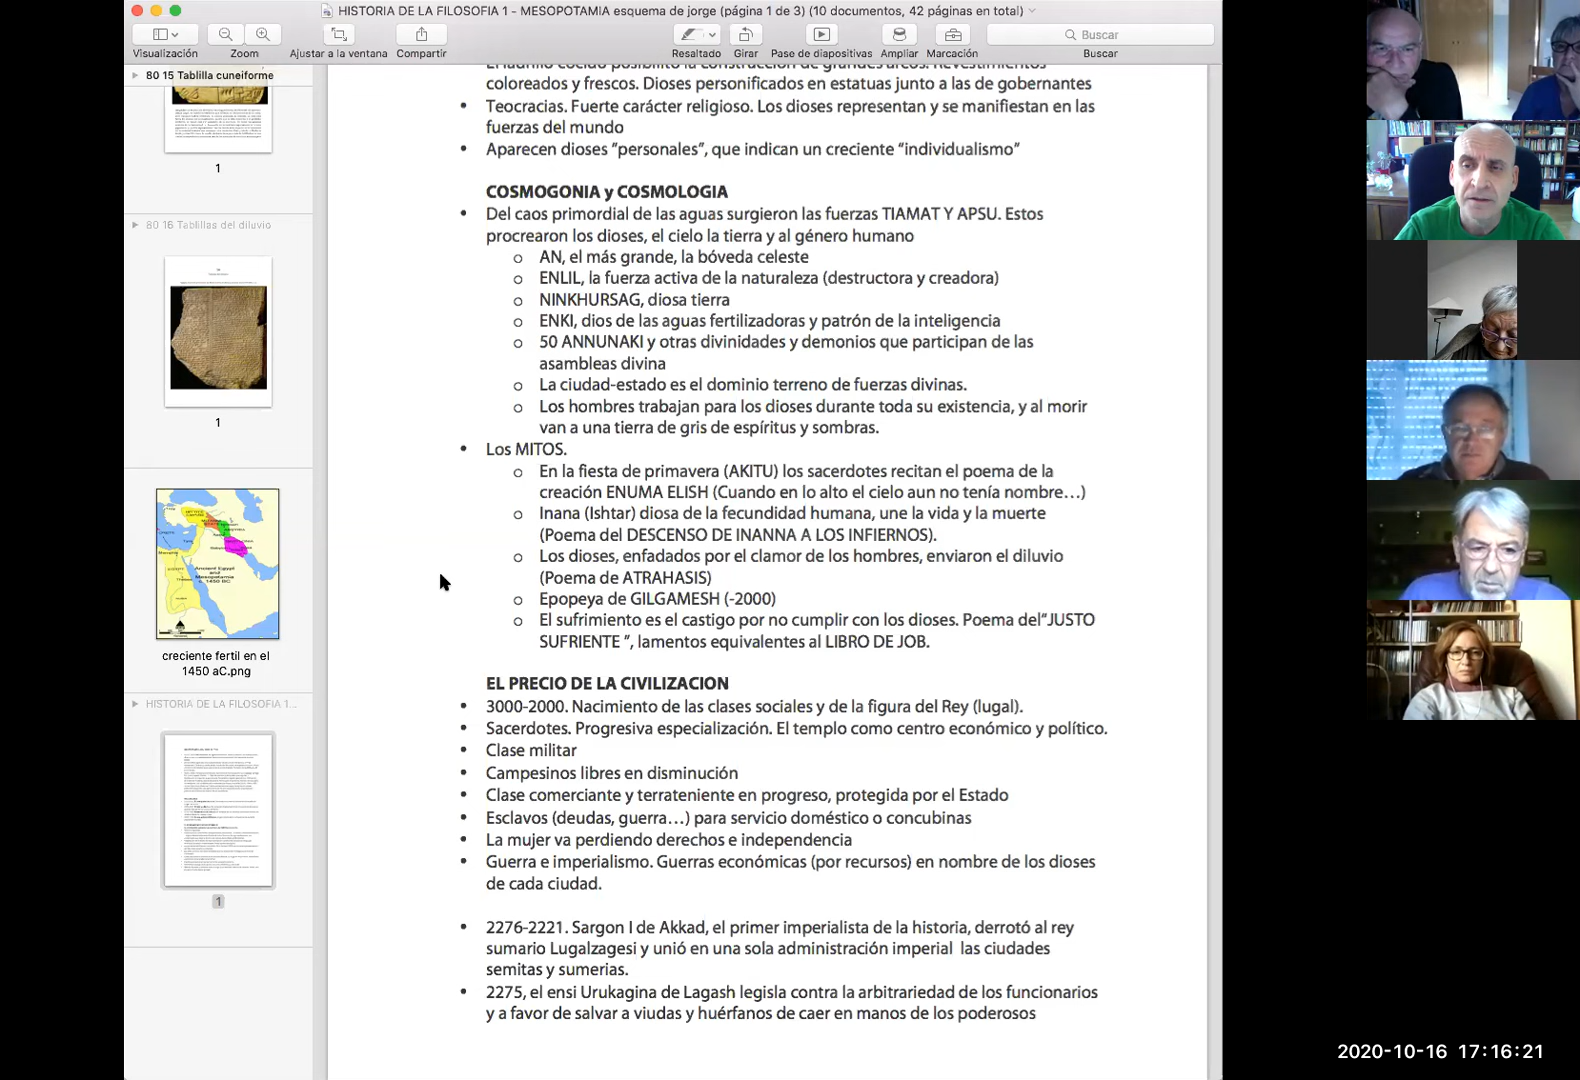 HISTORIA DE LA FILOSOFIA 1 - MESOPOTAMIA esquema de jorge (página 1 de 3) (10 documentos, 42 páginas en total)
Visualización
Zoom
Ajustar a la ventana
Compartir
Resaltado
Girar
Pase de diapositivas
Ampliar
Marcación
Buscar
Buscar
80 15 Tablilla cuneiforme
1
80 16 Tablillas del diluvio
1
creciente fertil en el
1450 aC.png
HISTORIA DE LA FILOSOFIA 1...
1
El ladrillo cocido posibilitó la construcción de grandes arcos. Revestimientos
coloreados y frescos. Dioses personificados en estatuas junto a las de gobernantes
• Teocracias. Fuerte carácter religioso. Los dioses representan y se manifiestan en las
fuerzas del mundo
• Aparecen dioses "personales", que indican un creciente "individualismo"
COSMOGONIA y COSMOLOGIA
• Del caos primordial de las aguas surgieron las fuerzas TIAMAT Y APSU. Estos
procrearon los dioses, el cielo la tierra y al género humano
o AN, el más grande, la bóveda celeste
o ENLIL, la fuerza activa de la naturaleza (destructora y creadora)
o NINKHURSAG, diosa tierra
o ENKI, dios de las aguas fertilizadoras y patrón de la inteligencia
o 50 ANNUNAKI y otras divinidades y demonios que participan de las
asambleas divina
o La ciudad-estado es el dominio terreno de fuerzas divinas.
o Los hombres trabajan para los dioses durante toda su existencia, y al morir
van a una tierra de gris de espíritus y sombras.
• Los MITOS.
o En la fiesta de primavera (AKITU) los sacerdotes recitan el poema de la
creación ENUMA ELISH (Cuando en lo alto el cielo aun no tenía nombre…)
o Inana (Ishtar) diosa de la fecundidad humana, une la vida y la muerte
(Poema del DESCENSO DE INANNA A LOS INFIERNOS).
o Los dioses, enfadados por el clamor de los hombres, enviaron el diluvio
(Poema de ATRAHASIS)
o Epopeya de GILGAMESH (-2000)
o El sufrimiento es el castigo por no cumplir con los dioses. Poema del"JUSTO
SUFRIENTE ", lamentos equivalentes al LIBRO DE JOB.
EL PRECIO DE LA CIVILIZACION
• 3000-2000. Nacimiento de las clases sociales y de la figura del Rey (lugal).
• Sacerdotes. Progresiva especialización. El templo como centro económico y político.
• Clase militar
• Campesinos libres en disminución
• Clase comerciante y terrateniente en progreso, protegida por el Estado
• Esclavos (deudas, guerra…) para servicio doméstico o concubinas
• La mujer va perdiendo derechos e independencia
• Guerra e imperialismo. Guerras económicas (por recursos) en nombre de los dioses
de cada ciudad.
• 2276-2221. Sargon I de Akkad, el primer imperialista de la historia, derrotó al rey
sumario Lugalzagesi y unió en una sola administración imperial las ciudades
semitas y sumerias.
• 2275, el ensi Urukagina de Lagash legisla contra la arbitrariedad de los funcionarios
y a favor de salvar a viudas y huérfanos de caer en manos de los poderosos
2020-10-16 17:16:21